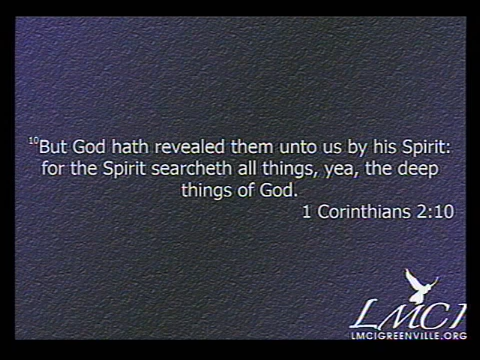 10But God hath revealed them unto us by his Spirit:
for the Spirit searcheth all things, yea, the deep
things of God.
1 Corinthians 2:10
LMCI
LMCIGREENVILLE.ORG